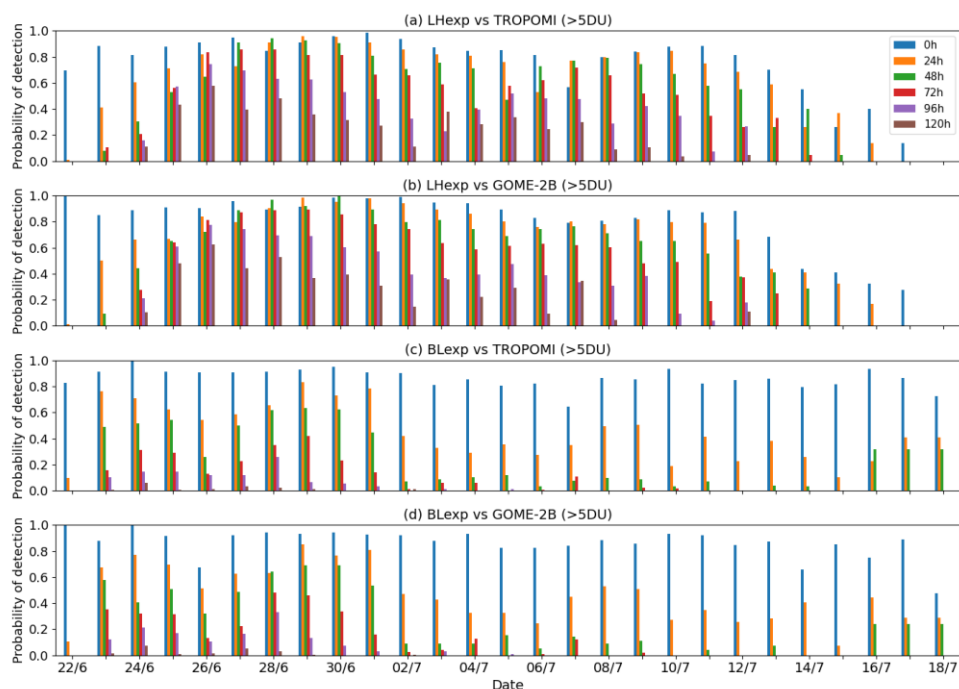 (a) LHexp vs TROPOMI (>5DU)
Probability of detection
1.0
0.8
0.6
0.4
0.2
0.0
0h
24h
48h
72h
96h
120h
(b) LHexp vs GOME-2B (>5DU)
Probability of detection
1.0
0.8
0.6
0.4
0.2
0.0
(c) BLexp vs TROPOMI (>5DU)
Probability of detection
1.0
0.8
0.6
0.4
0.2
0.0
(d) BLexp vs GOME-2B (>5DU)
Probability of detection
1.0
0.8
0.6
0.4
0.2
0.0
22/6 24/6 26/6 28/6 30/6 02/7 04/7 06/7 08/7 10/7 12/7 14/7 16/7 18/7
Date